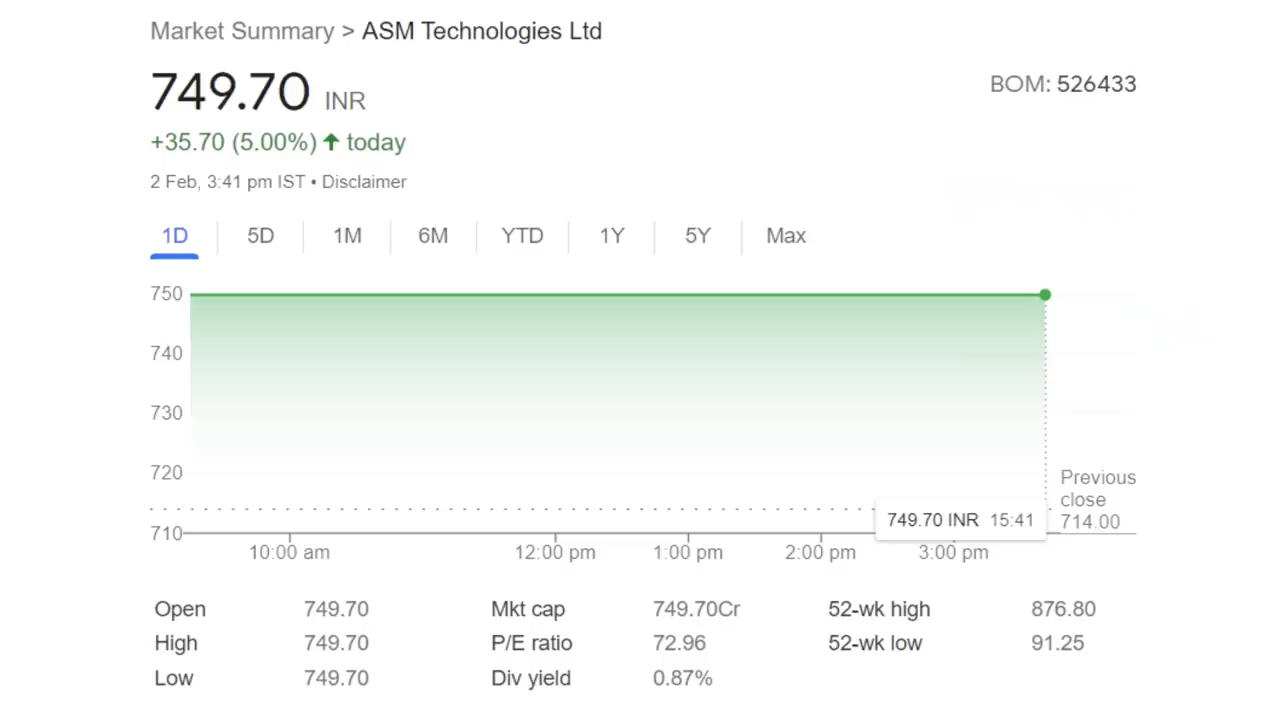 Market Summary > ASM Technologies Ltd
749.70 INR
BOM: 526433
+35.70 (5.00%) ↑ today
2 Feb, 3:41 pm IST • Disclaimer
1D 5D 1M 6M YTD 1Y 5Y Max
750
740
730
720
710
Previous
close
714.00
749.70 INR 15:41
10:00 am 12:00 pm 1:00 pm 2:00 pm 3:00 pm
Open 749.70 Mkt cap 749.70Cr 52-wk high 876.80
High 749.70 P/E ratio 72.96 52-wk low 91.25
Low 749.70 Div yield 0.87%